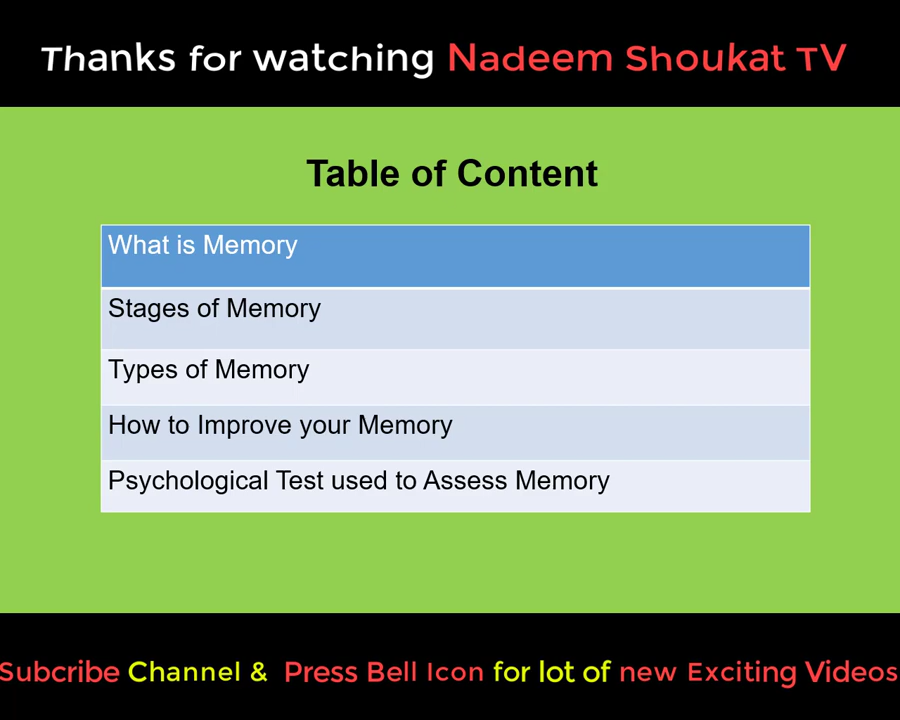 Thanks for watching Nadeem Shoukat TV
Table of Content
What is Memory
Stages of Memory
Types of Memory
How to Improve your Memory
Psychological Test used to Assess Memory
Subcribe Channel & Press Bell Icon for lot of new Exciting Videos